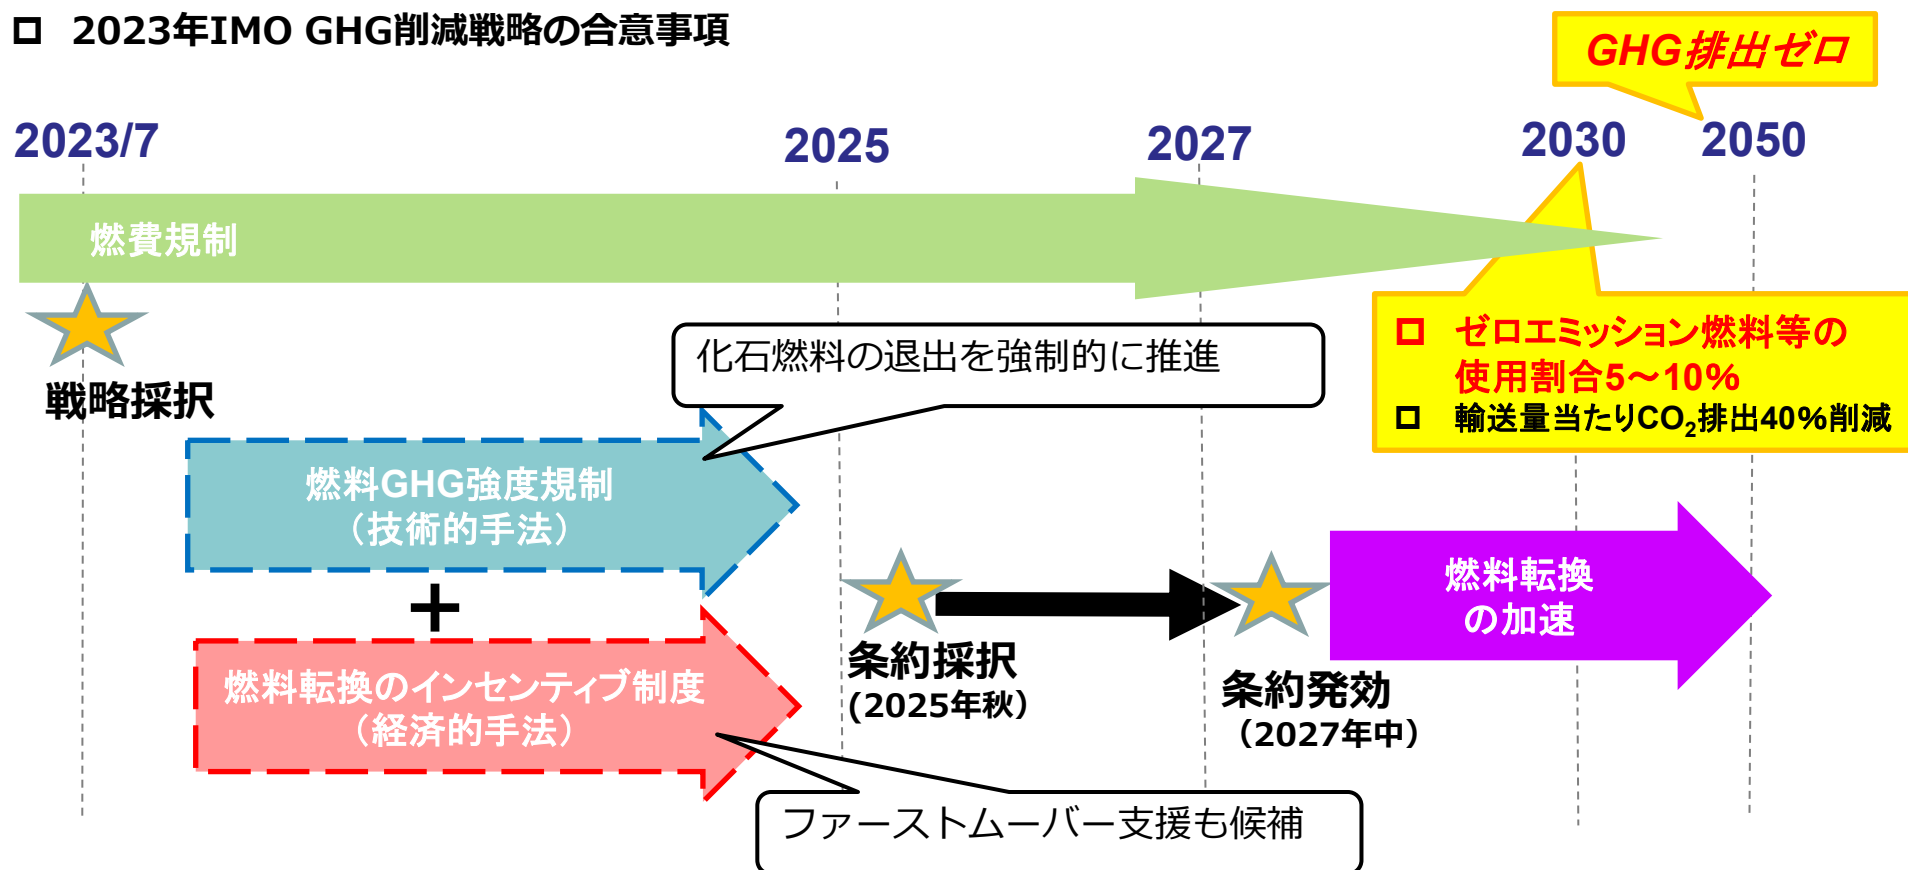 2023年IMO GHG削減戦略の合意事項
GHG排出ゼロ
2023/7
2025
2027
2030
2050
燃費規制
戦略採択
化石燃料の退出を強制的に推進
ゼロエミッション燃料等の
使用割合5～10%
輸送量当たりCO₂排出40%削減
燃料GHG強度規制
（技術的手法）
+
燃料転換のインセンティブ制度
（経済的手法）
条約採択
(2025年秋）
条約発効
（2027年中）
燃料転換
の加速
ファーストムーバー支援も候補